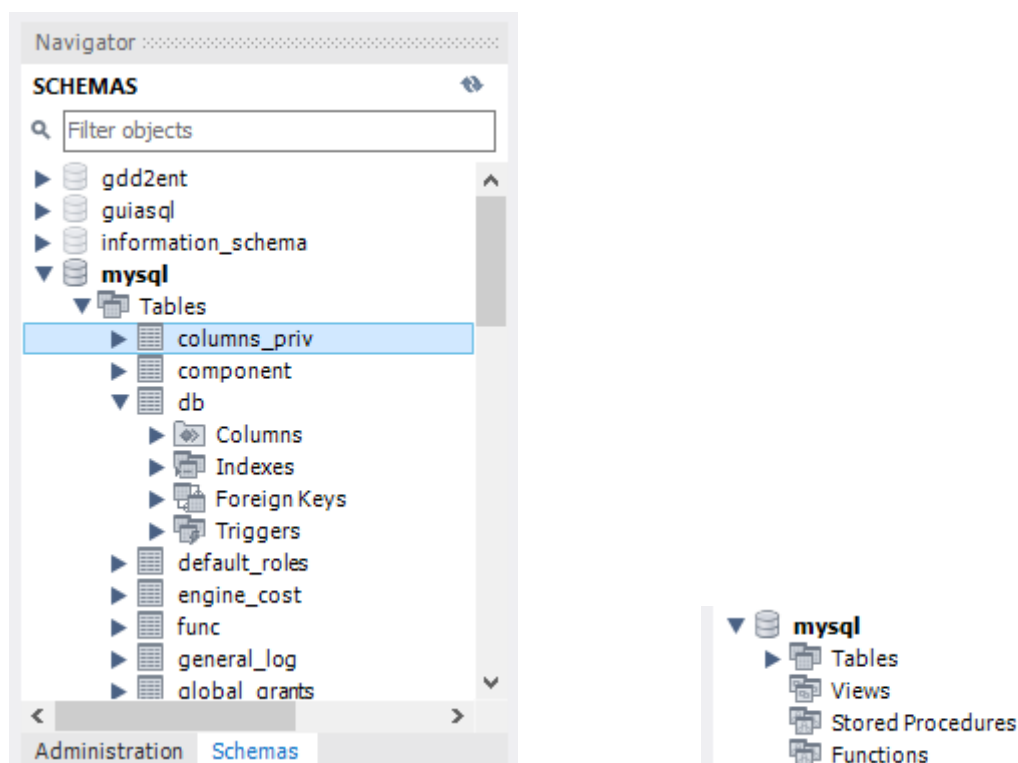 Navigator
SCHEMAS
Filter objects
gdd2ent
guiasql
information_schema
mysql
Tables
columns_priv
component
db
Columns
Indexes
Foreign Keys
Triggers
default_roles
engine_cost
func
general_log
global_grants
Administration Schemas
mysql
Tables
Views
Stored Procedures
Functions